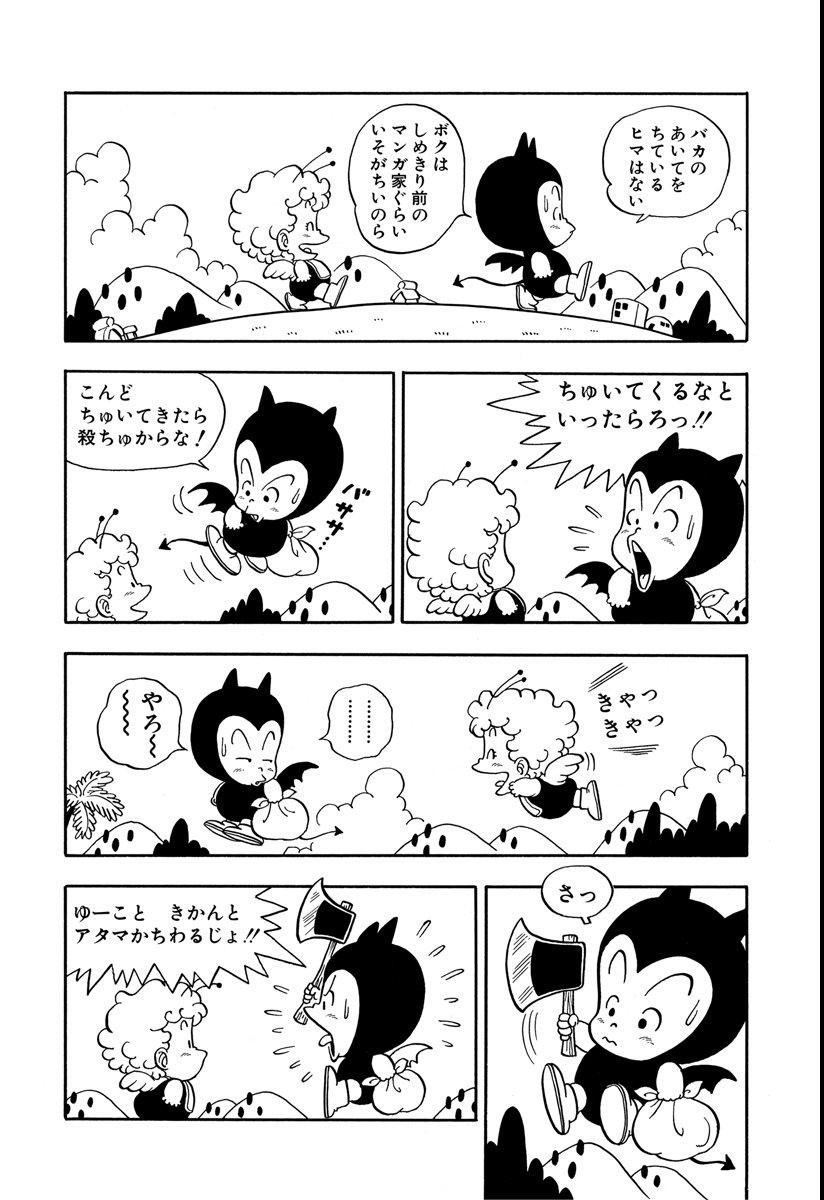 バカの
あいてを
ちている
ヒマはない
ボクは
しめきり前の
マンガ家ぐらい
いそがちいのら
ちゅいてくるなと
いったらろっ!!
こんど
ちゅいてきたら
殺ちゅからな!
バササ…
きゃっ
きゃっ
………
………
やろ〜
〜〜
さっ
ゆーこと きかんと
アタマかちわるじょ!!